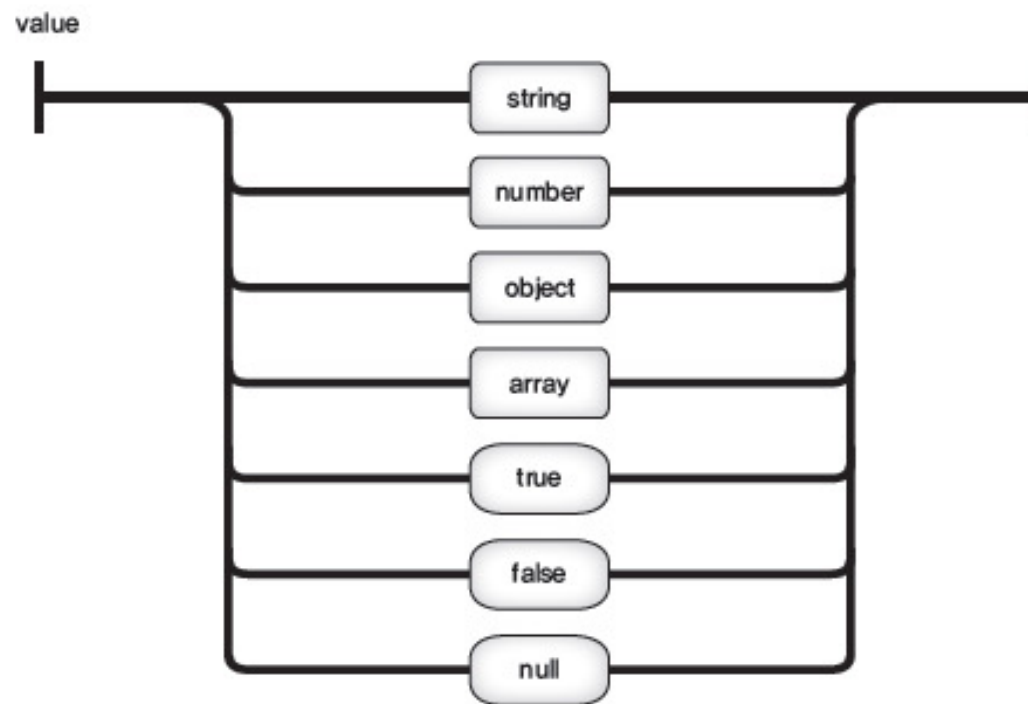 value
string
number
object
array
true
false
null